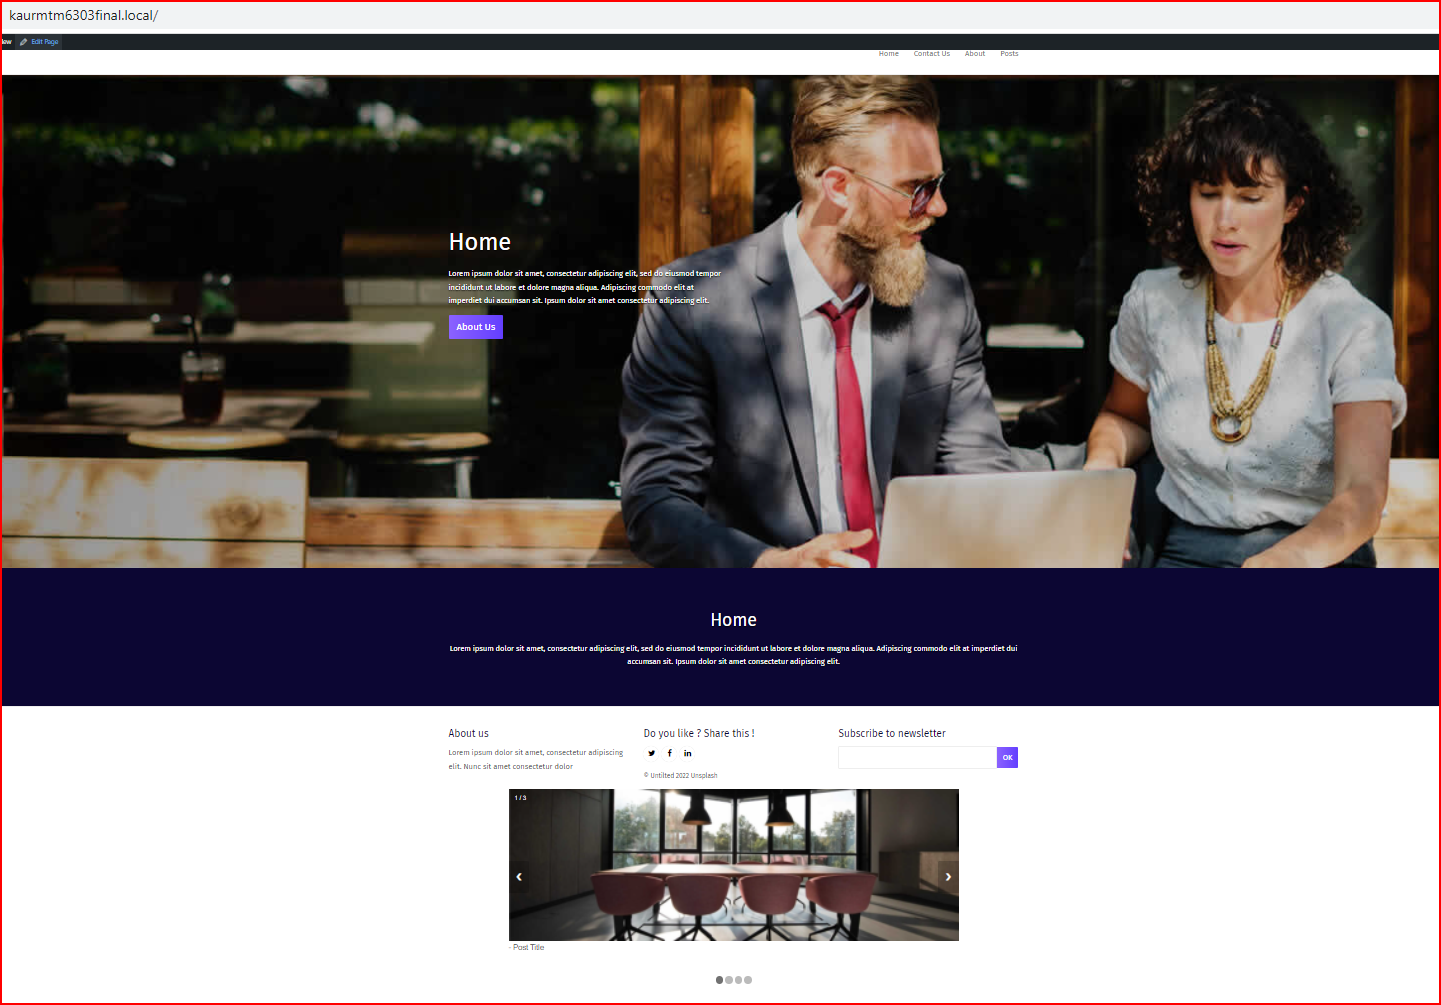 kaurmtm6303final.local/
Edit Page
Home Contact Us About Posts
Home
Lorem ipsum dolor sit amet, consectetur adipiscing elit, sed do eiusmod tempor
incididunt ut labore et dolore magna aliqua. Adipiscing commodo elit at
imperdiet dui accumsan sit. Ipsum dolor sit amet consectetur adipiscing elit.
About Us
Home
Lorem ipsum dolor sit amet, consectetur adipiscing elit, sed do eiusmod tempor incididunt ut labore et dolore magna aliqua. Adipiscing commodo elit at imperdiet dui
accumsan sit. Ipsum dolor sit amet consectetur adipiscing elit.
About us
Lorem ipsum dolor sit amet, consectetur adipiscing
elit. Nunc sit amet consectetur dolor
Do you like ? Share this !
© Untilted 2022 Unsplash
Subscribe to newsletter
OK
1 / 3
- Post Title